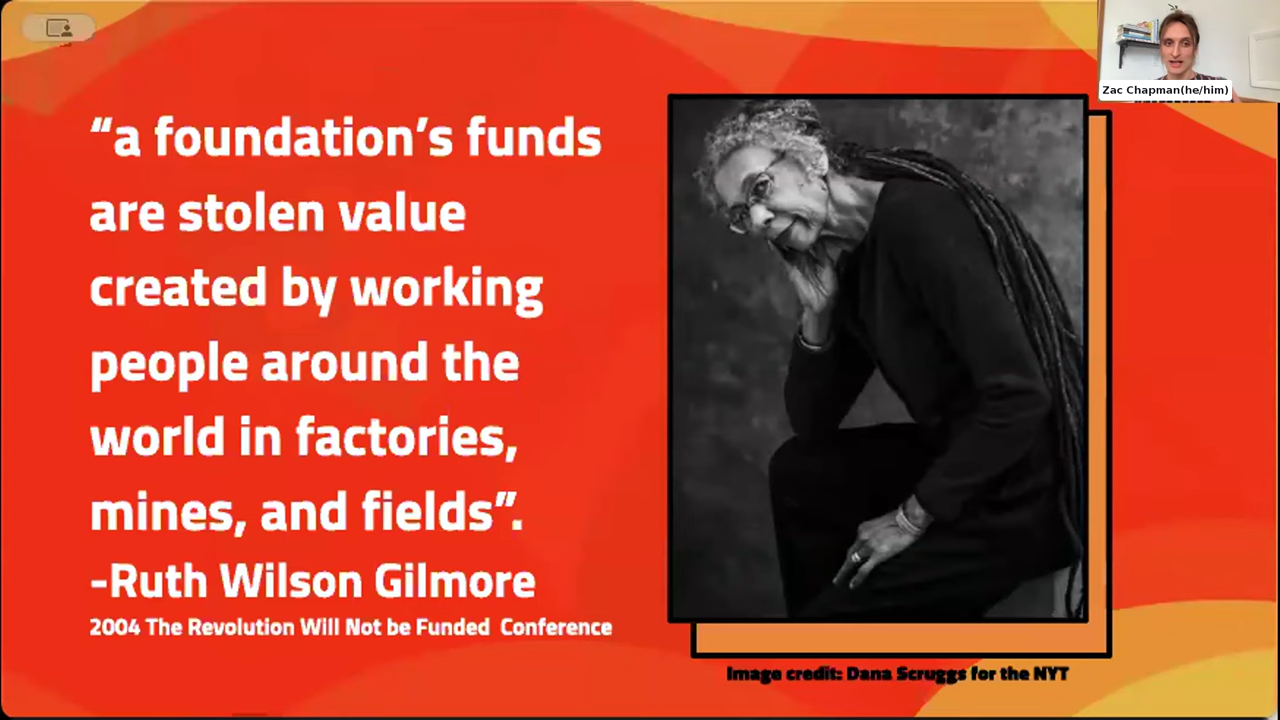 “a foundation’s funds
are stolen value
created by working
people around the
world in factories,
mines, and fields”.
-Ruth Wilson Gilmore
2004 The Revolution Will Not be Funded Conference
Image credit: Dana Scruggs for the NYT
Zac Chapman(he/him)